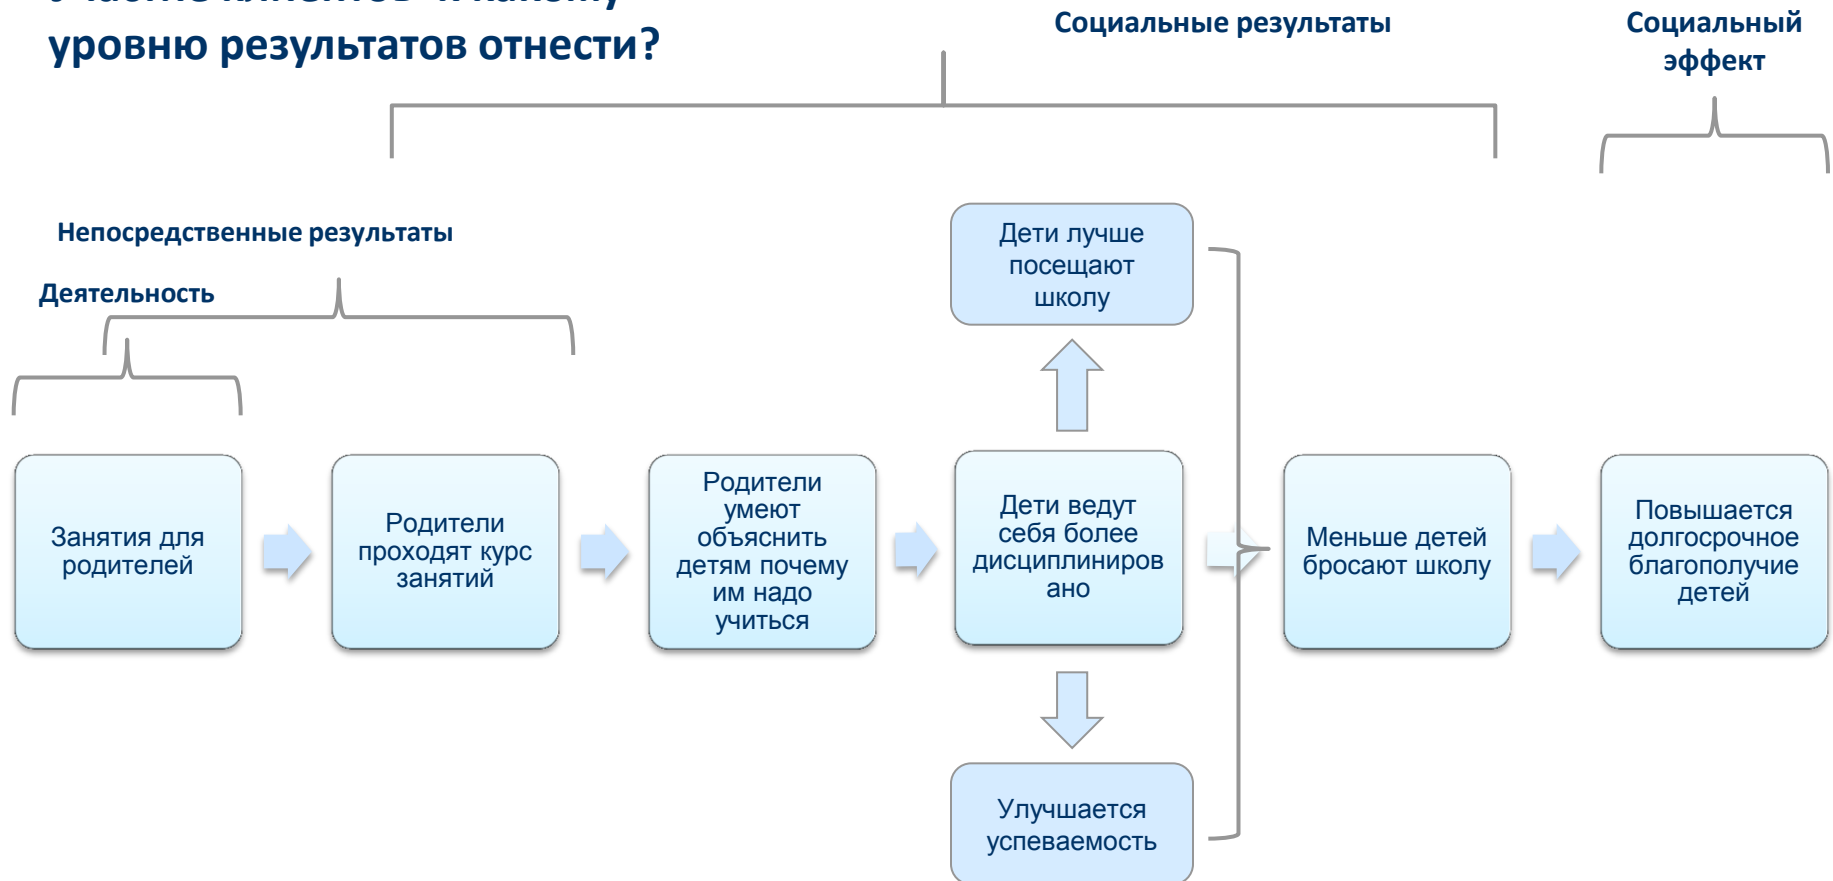 уровню результатов отнести?
Социальные результаты
Социальный
эффект
Непосредственные результаты
Деятельность
Дети лучше
посещают
школу
Занятия для
родителей
Родители
проходят курс
занятий
Родители
умеют
объяснить
детям почему
им надо
учиться
Дети ведут
себя более
дисциплиниров
ано
Меньше детей
бросают школу
Повышается
долгосрочное
благополучие
детей
Улучшается
успеваемость